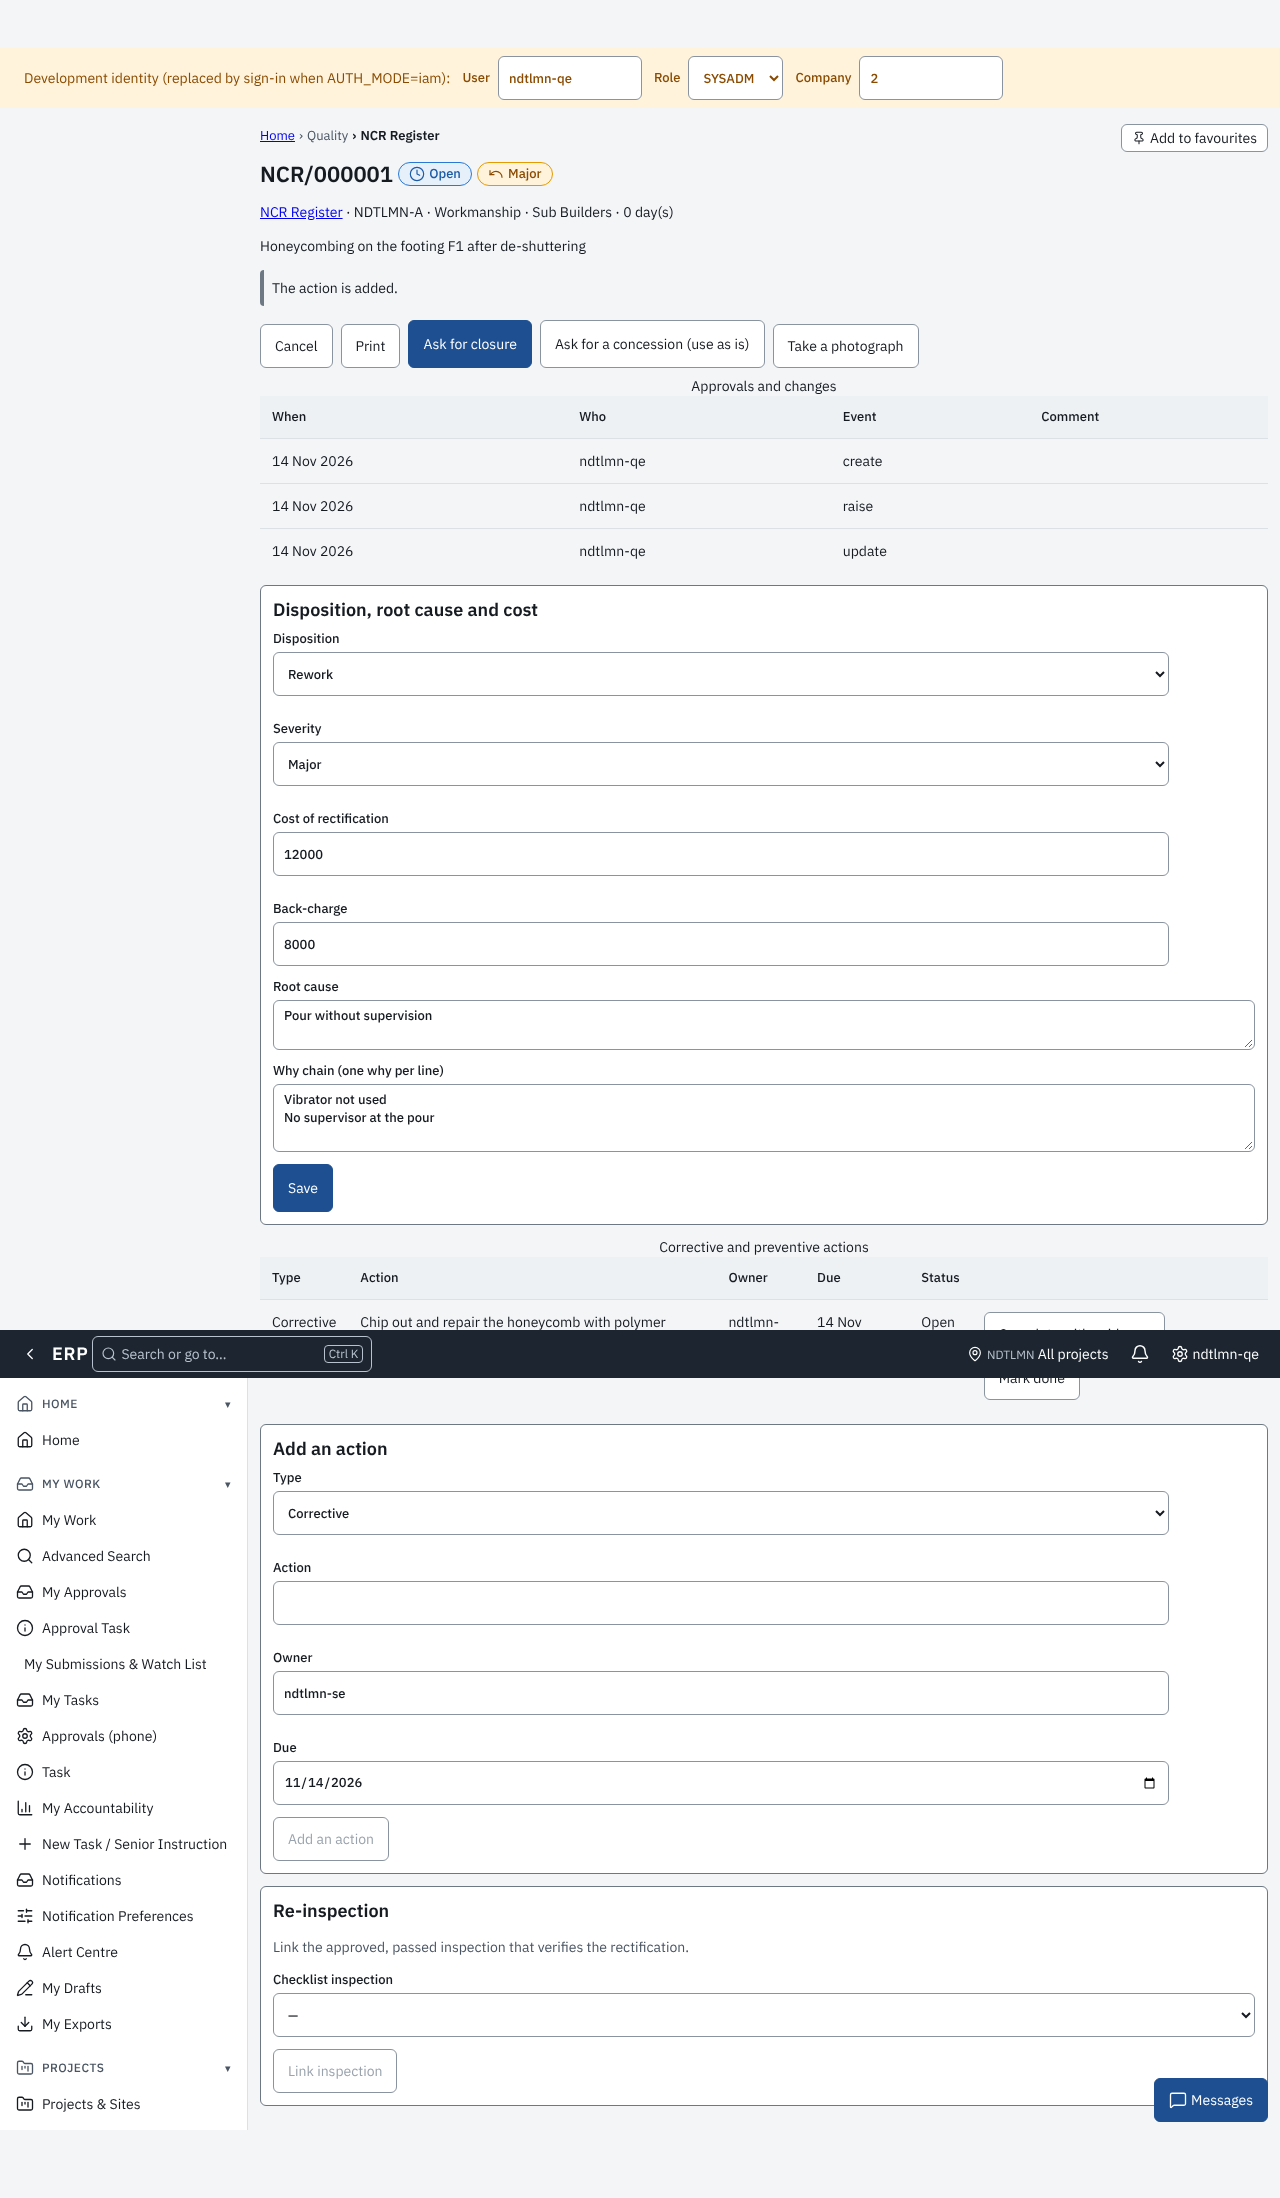 Development identity (replaced by sign-in when AUTH_MODE=iam): User ndtlmn-qe Role SYSADM Company 2
Home › Quality › NCR Register
Add to favourites
NCR/000001 Open Major
NCR Register · NDTLMN-A · Workmanship · Sub Builders · 0 day(s)
Honeycombing on the footing F1 after de-shuttering
The action is added.
Cancel Print Ask for closure Ask for a concession (use as is) Take a photograph
Approvals and changes
When Who Event Comment
14 Nov 2026 ndtlmn-qe create
14 Nov 2026 ndtlmn-qe raise
14 Nov 2026 ndtlmn-qe update
Disposition, root cause and cost
Disposition
Rework
Severity
Major
Cost of rectification
12000
Back-charge
8000
Root cause
Pour without supervision
Why chain (one why per line)
Vibrator not used
No supervisor at the pour
Save
Corrective and preventive actions
Type Action Owner Due Status
Corrective Chip out and repair the honeycomb with polymer ndtlmn- 14 Nov Open
ERP Search or go to... Ctrl K NDTLMN All projects ndtlmn-qe
Mark done
HOME
Home
MY WORK
My Work
Advanced Search
My Approvals
Approval Task
My Submissions & Watch List
My Tasks
Approvals (phone)
Task
My Accountability
New Task / Senior Instruction
Notifications
Notification Preferences
Alert Centre
My Drafts
My Exports
PROJECTS
Projects & Sites
Add an action
Type
Corrective
Action
Owner
ndtlmn-se
Due
11/14/2026
Add an action
Re-inspection
Link the approved, passed inspection that verifies the rectification.
Checklist inspection
—
Link inspection
Messages